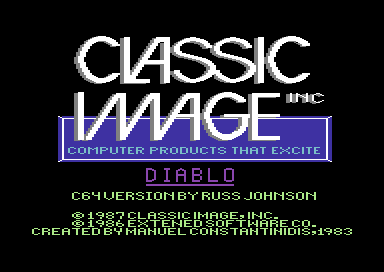 CLASSIC
IMAGE INC
COMPUTER PRODUCTS THAT EXCITE
DIABLO
C64 VERSION BY RUSS JOHNSON
©1987 CLASSIC IMAGE, INC.
©1986 EXTENED SOFTWARE CO.
CREATED BY MANUEL CONSTANTINIDIS;1983